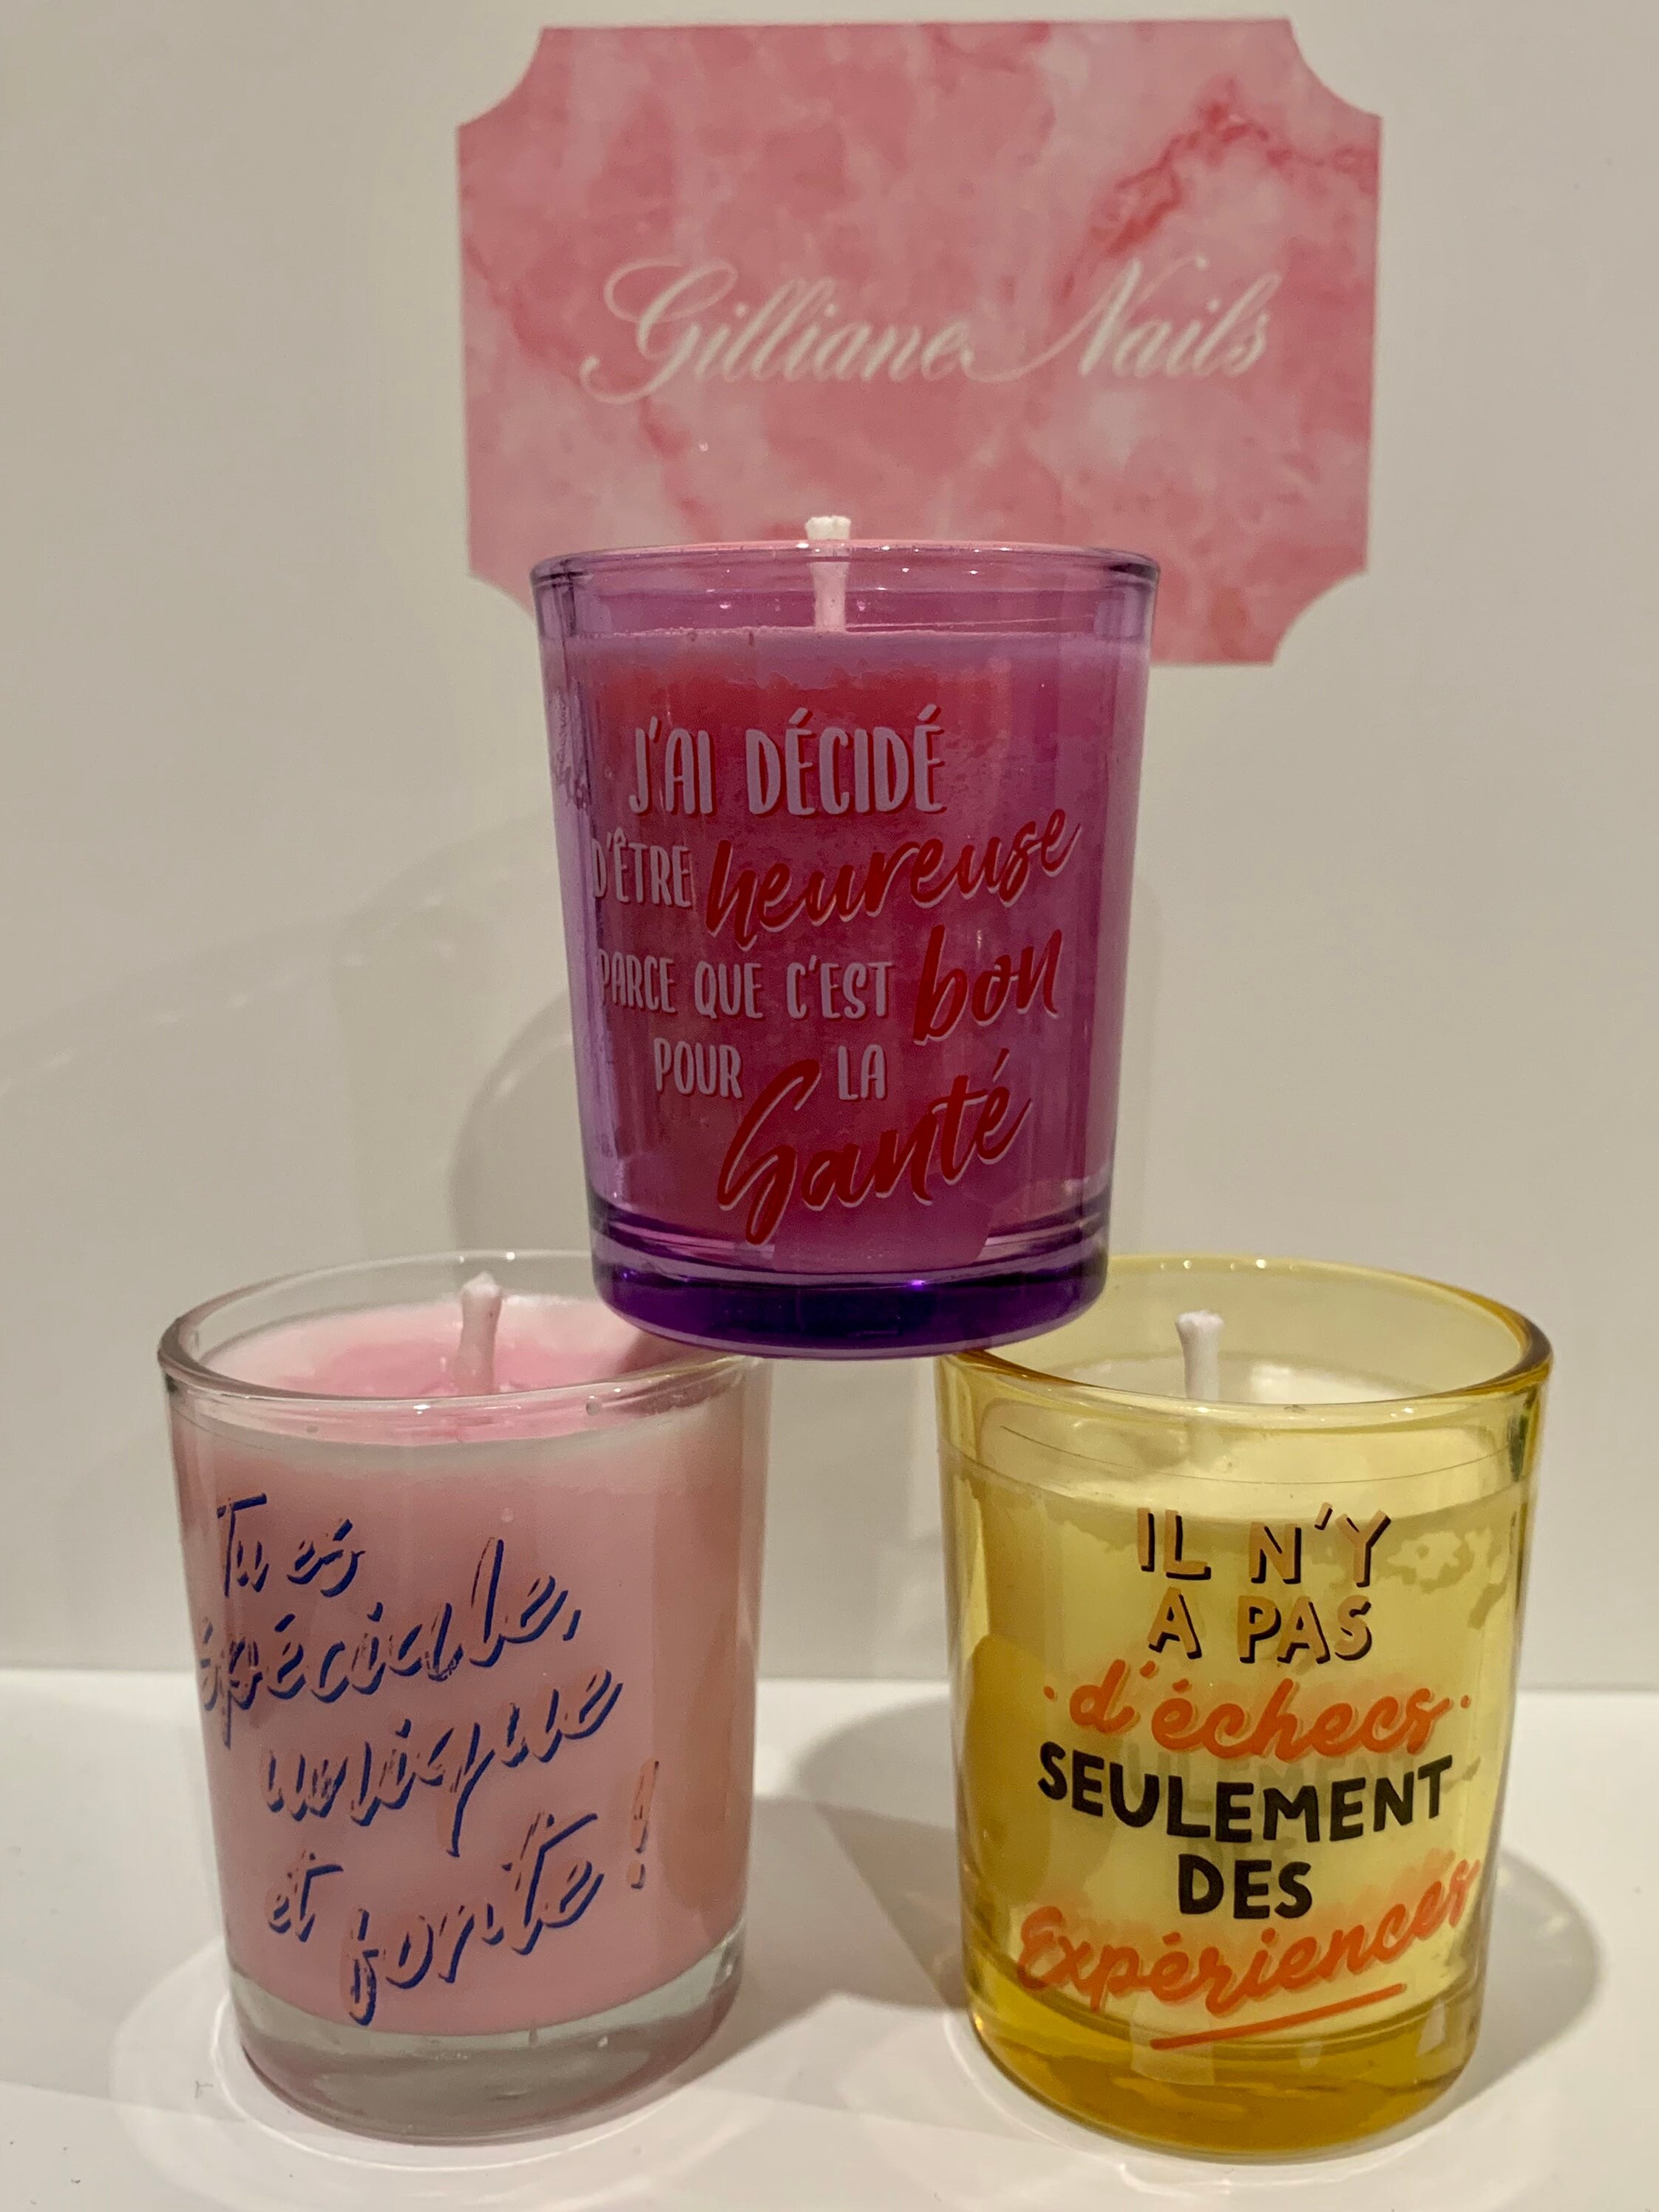 Gilliane Nails
J'AI DÉCIDÉ
D'ÊTRE heureuse
PARCE QUE C'EST bon
POUR LA
Santé
Tu es
spéciale,
unique
et forte !
IL N'Y
A PAS
d'échecs
SEULEMENT
DES
Expériences